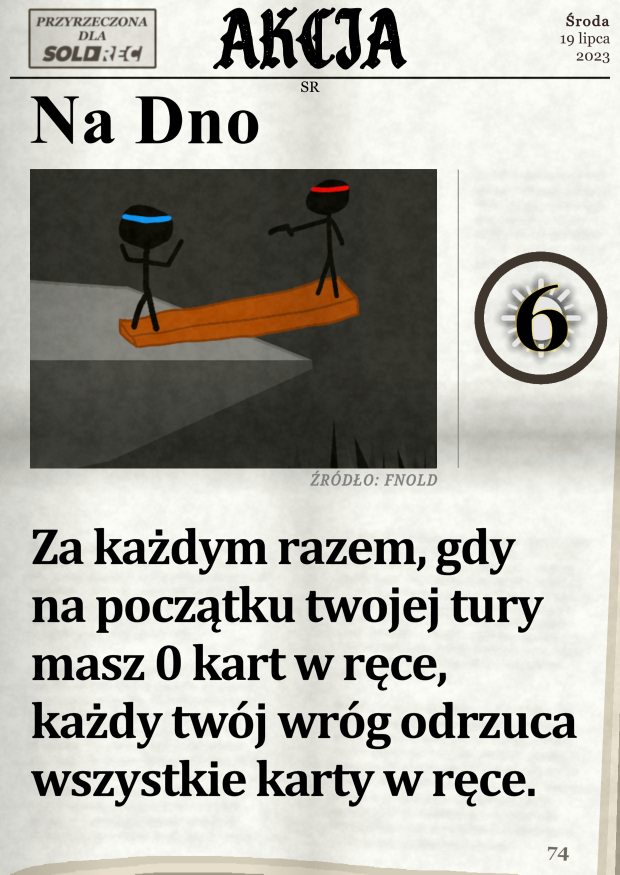 PRZYRZECZONA
DLA
SOLDREC
AKCJA
Środa
19 lipca
2023
SR
Na Dno
6
ŹRÓDŁO: FNOLD
Za każdym razem, gdy
na początku twojej tury
masz 0 kart w ręce,
każdy twój wróg odrzuca
wszystkie karty w ręce.
74